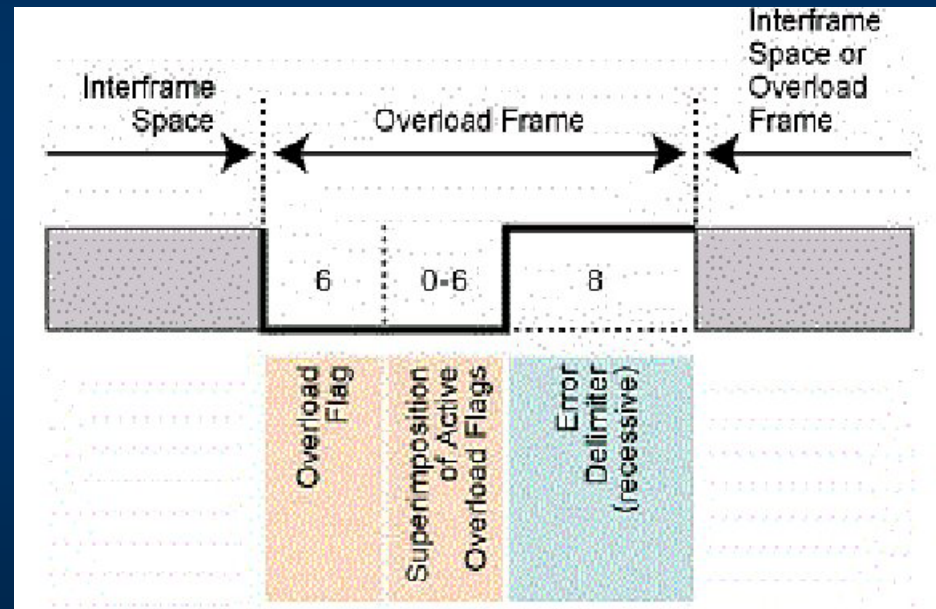 Interframe
Space
Overload Frame
Interframe
Space or
Overload
Frame
6
0-6
8
Overload
Flag
Superimposition
of Active
Overload Flags
Error
Delimiter
(recessive)